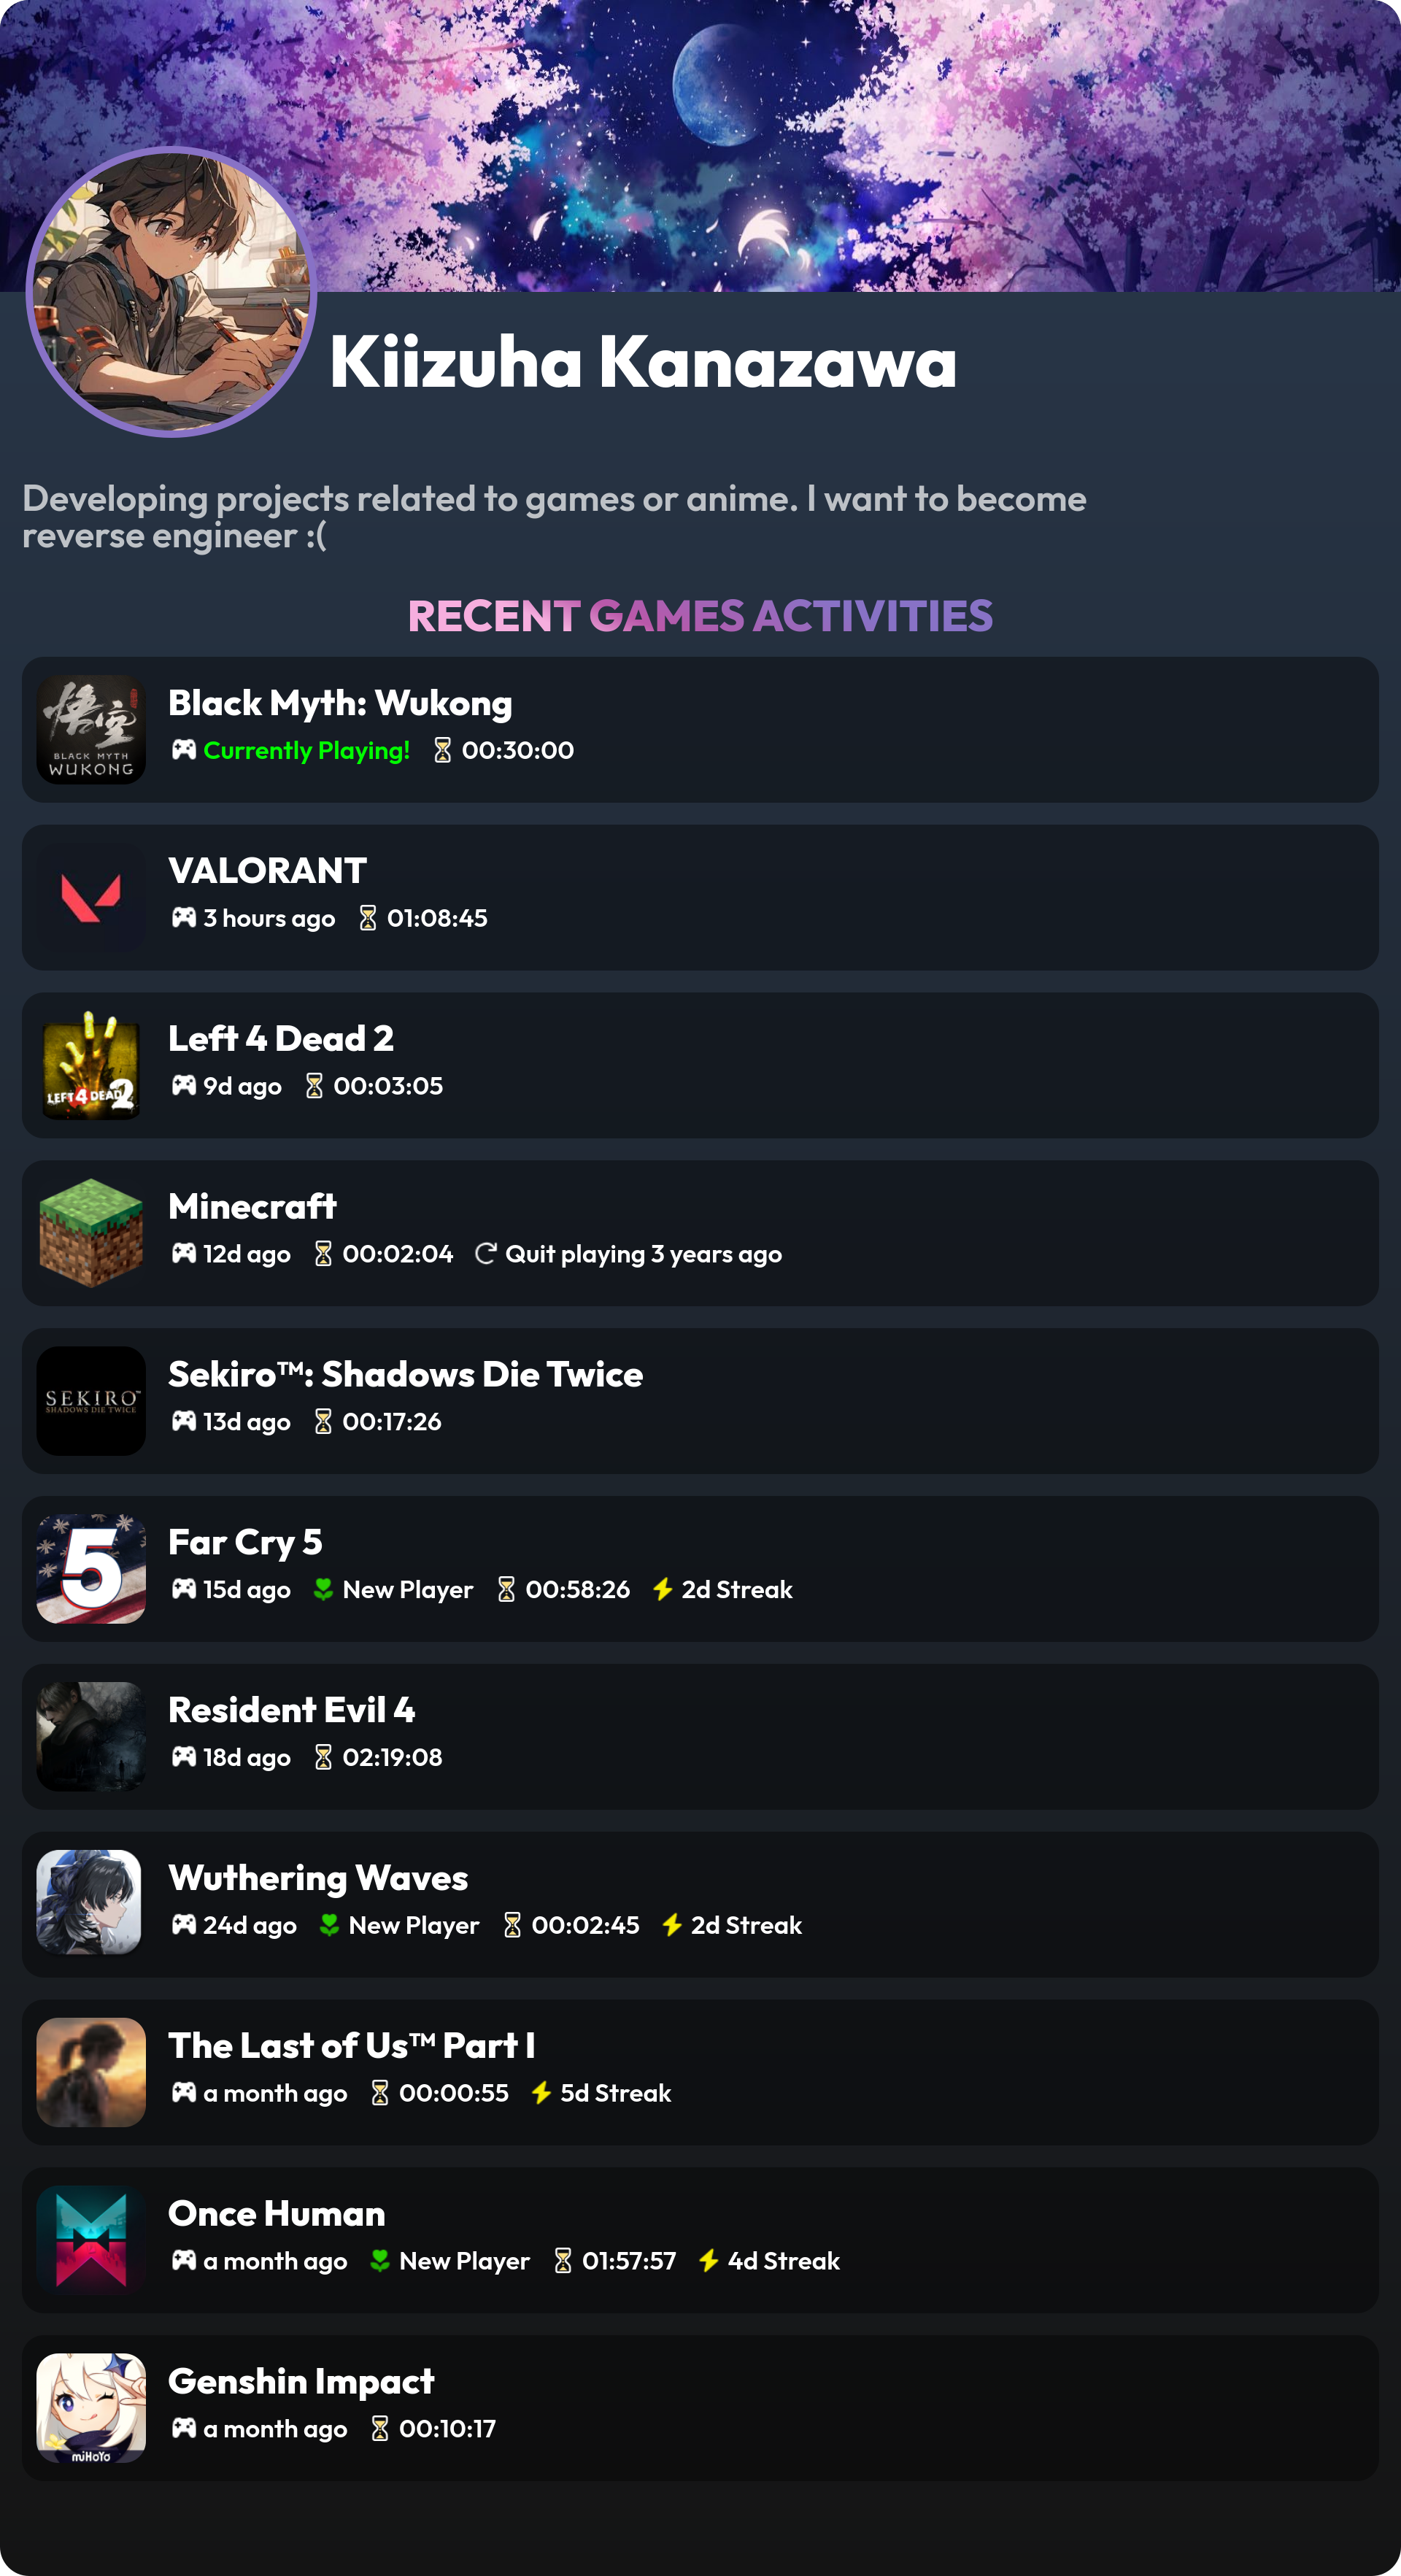 Kiizuha Kanazawa
Developing projects related to games or anime. I want to become
reverse engineer :(
RECENT GAMES ACTIVITIES
悟空
BLACK MYTH
WUKONG
Black Myth: Wukong
Currently Playing! 00:30:00
VALORANT
3 hours ago 01:08:45
LEFT 4 DEAD 2
Left 4 Dead 2
9d ago 00:03:05
Minecraft
12d ago 00:02:04 Quit playing 3 years ago
SEKIRO™
SHADOWS DIE TWICE
Sekiro™: Shadows Die Twice
13d ago 00:17:26
5
Far Cry 5
15d ago New Player 00:58:26 2d Streak
Resident Evil 4
18d ago 02:19:08
Wuthering Waves
24d ago New Player 00:02:45 2d Streak
The Last of Us™ Part I
a month ago 00:00:55 5d Streak
Once Human
a month ago New Player 01:57:57 4d Streak
miHoYo
Genshin Impact
a month ago 00:10:17